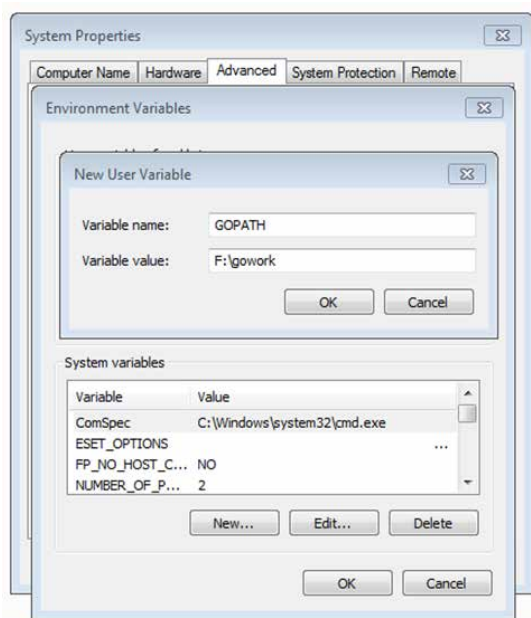 System Properties
Computer Name Hardware Advanced System Protection Remote
Environment Variables
New User Variable
Variable name: GOPATH
Variable value: F:\gowork
OK Cancel
System variables
Variable Value
ComSpec C:\Windows\system32\cmd.exe
ESET_OPTIONS ...
FP_NO_HOST_C... NO
NUMBER_OF_P... 2
New... Edit... Delete
OK Cancel